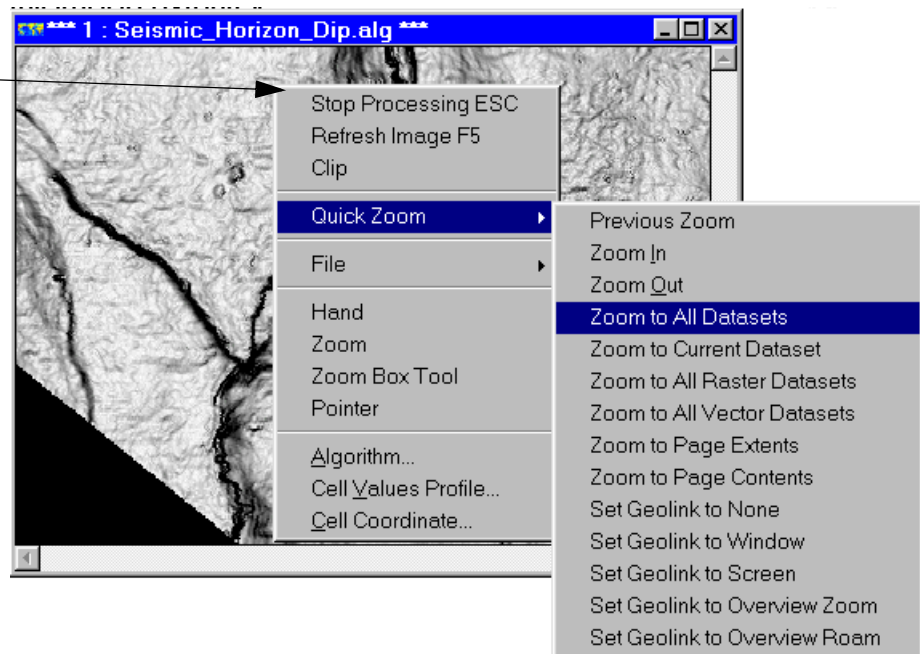 *** 1 : Seismic_Horizon_Dip.alg ***
Stop Processing ESC
Refresh Image F5
Clip
Quick Zoom
File
Hand
Zoom
Zoom Box Tool
Pointer
Algorithm...
Cell Values Profile...
Cell Coordinate...
Previous Zoom
Zoom In
Zoom Out
Zoom to All Datasets
Zoom to Current Dataset
Zoom to All Raster Datasets
Zoom to All Vector Datasets
Zoom to Page Extents
Zoom to Page Contents
Set Geolink to None
Set Geolink to Window
Set Geolink to Screen
Set Geolink to Overview Zoom
Set Geolink to Overview Roam